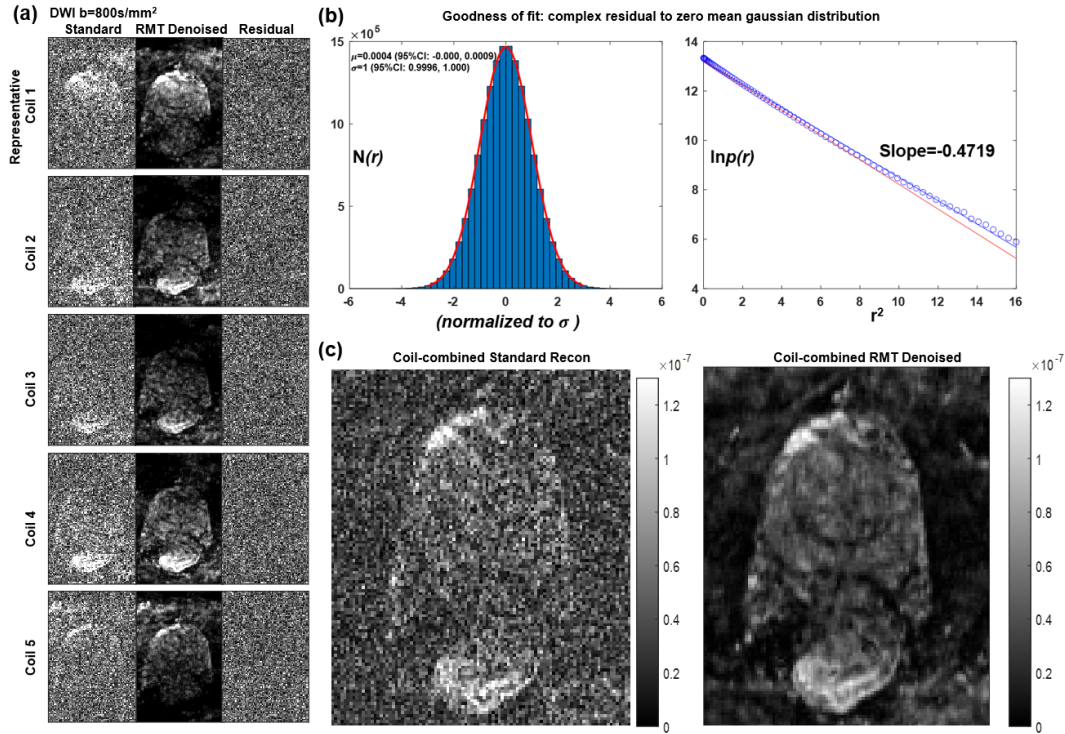 (a)
DWI b=800s/mm²
Standard RMT Denoised Residual
Representative
Coil 1
Coil 2
Coil 3
Coil 4
Coil 5
(b)
Goodness of fit: complex residual to zero mean gaussian distribution
×10⁵
15
10
5
0
N(r)
μ=0.0004 (95%CI: -0.000, 0.0009)
σ=1 (95%CI: 0.9996, 1.000)
-6 -4 -2 0 2 4 6
(normalized to σ )
14
12
10
8
6
4
lnp(r)
Slope=-0.4719
0 2 4 6 8 10 12 14 16
r²
(c)
Coil-combined Standard Recon
×10⁻⁷
1.2
1
0.8
0.6
0.4
0.2
0
Coil-combined RMT Denoised
×10⁻⁷
1.2
1
0.8
0.6
0.4
0.2
0